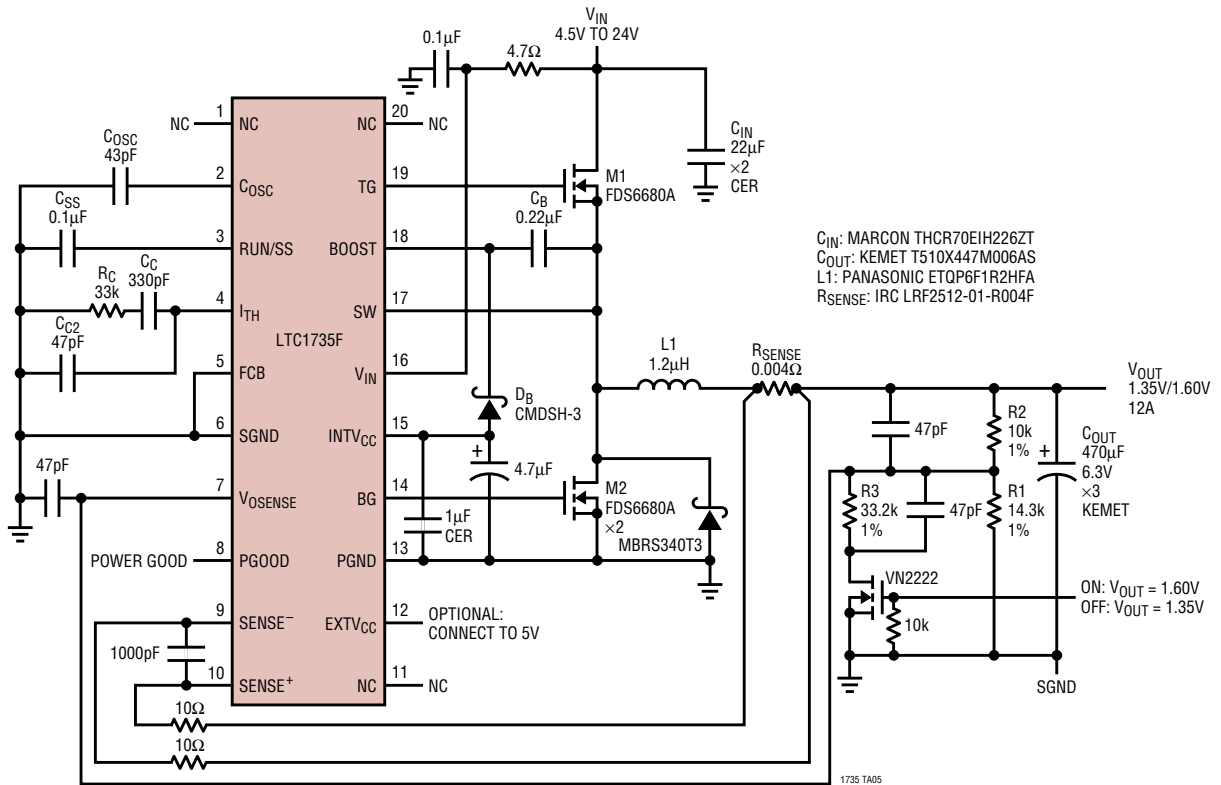 V_IN
4.5V TO 24V
0.1µF
4.7Ω
1
NC
NC
20
NC
NC
C_OSC
43pF
2
C_OSC
TG
19
M1
FDS6680A
C_IN
22µF
×2
CER
C_SS
0.1µF
3
RUN/SS
BOOST
18
C_B
0.22µF
C_IN: MARCON THCR70EIH226ZT
C_OUT: KEMET T510X447M006AS
L1: PANASONIC ETQP6F1R2HFA
R_SENSE: IRC LRF2512-01-R004F
R_C
33k
C_C
330pF
4
I_TH
SW
17
LTC1735F
C_C2
47pF
5
FCB
V_IN
16
L1
1.2µH
R_SENSE
0.004Ω
V_OUT
1.35V/1.60V
12A
D_B
CMDSH-3
6
SGND
INTV_CC
15
+
4.7µF
47pF
R2
10k
1%
+
C_OUT
470µF
6.3V
×3
KEMET
47pF
7
V_OSENSE
BG
14
M2
FDS6680A
×2
1µF
CER
MBRS340T3
R3
33.2k
1%
47pF
R1
14.3k
1%
POWER GOOD
8
PGOOD
PGND
13
VN2222
10k
ON: V_OUT = 1.60V
OFF: V_OUT = 1.35V
9
SENSE⁻
EXTV_CC
12
OPTIONAL:
CONNECT TO 5V
1000pF
10
SENSE⁺
NC
11
NC
SGND
10Ω
10Ω
1735 TA05